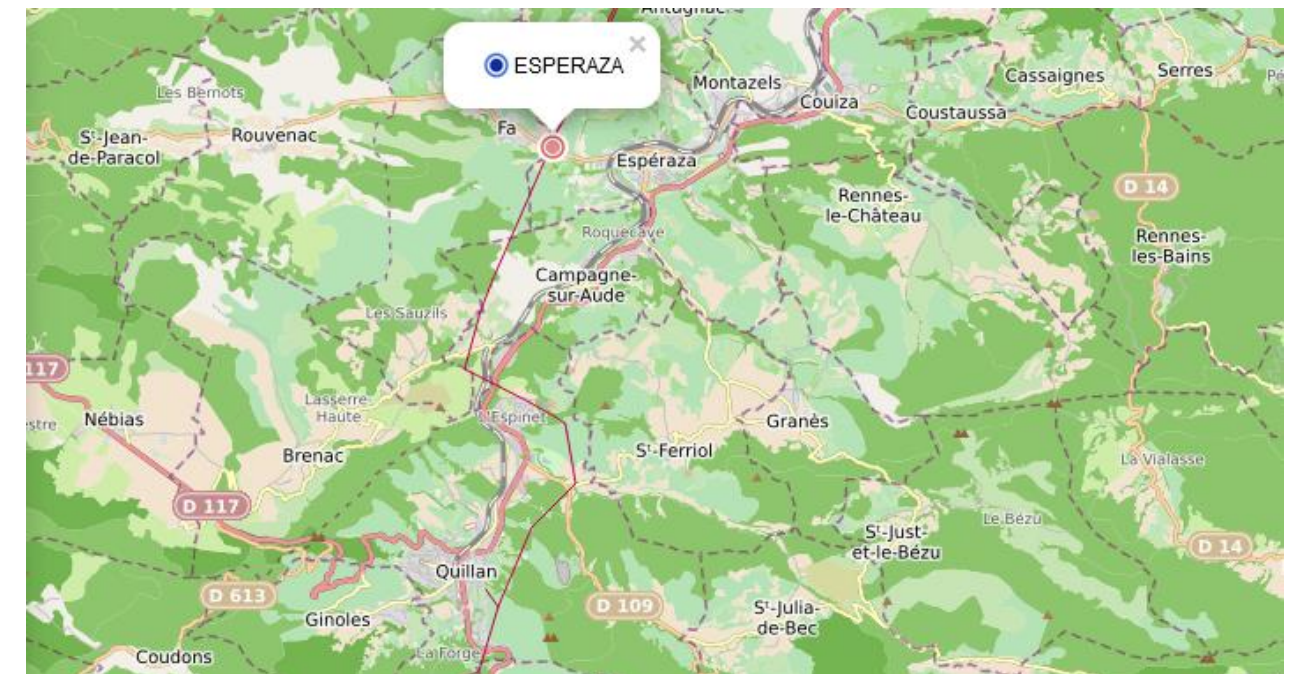 Antugnac
ESPERAZA
×
Montazels
Cassaignes
Serres
Les Bernots
Couiza
Coustaussa
Sᵗ-Jean-
de-Paracol
Rouvenac
Fa
Espéraza
D 14
Rennes-
le-Château
Roquecave
Rennes-
les-Bains
Campagne-
sur-Aude
Les Sauzils
117
Lasserre
Haute
Nébias
L'Espinet
Granès
Brenac
Sᵗ-Ferriol
La Vialasse
D 117
Le Bézu
Sᵗ-Just-
et-le-Bézu
D 14
Quillan
D 613
D 109
Ginoles
Sᵗ-Julia-
de-Bec
La Forge
Coudons